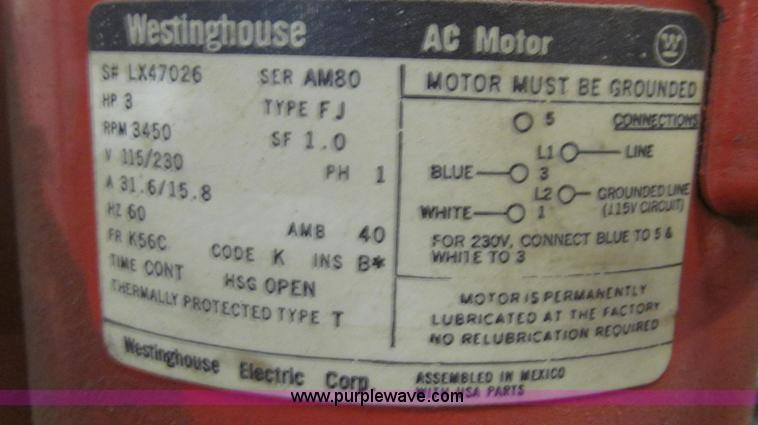 Westinghouse AC Motor W
S# LX47026 SER AM80
HP 3 TYPE FJ
RPM 3450 SF 1.0
V 115/230 PH 1
A 31.6/15.8
HZ 60 AMB 40
FR K56C CODE K INS B*
TIME CONT HSG OPEN
THERMALLY PROTECTED TYPE T
MOTOR MUST BE GROUNDED
5 CONNECTIONS
L1 LINE
BLUE 3
L2 GROUNDED LINE
WHITE 1 (115V CIRCUIT)
FOR 230V, CONNECT BLUE TO 5 &
WHITE TO 3
MOTOR IS PERMANENTLY
LUBRICATED AT THE FACTORY
NO RELUBRICATION REQUIRED
Westinghouse Electric Corp
ASSEMBLED IN MEXICO
WITH USA PARTS
www.purplewave.com